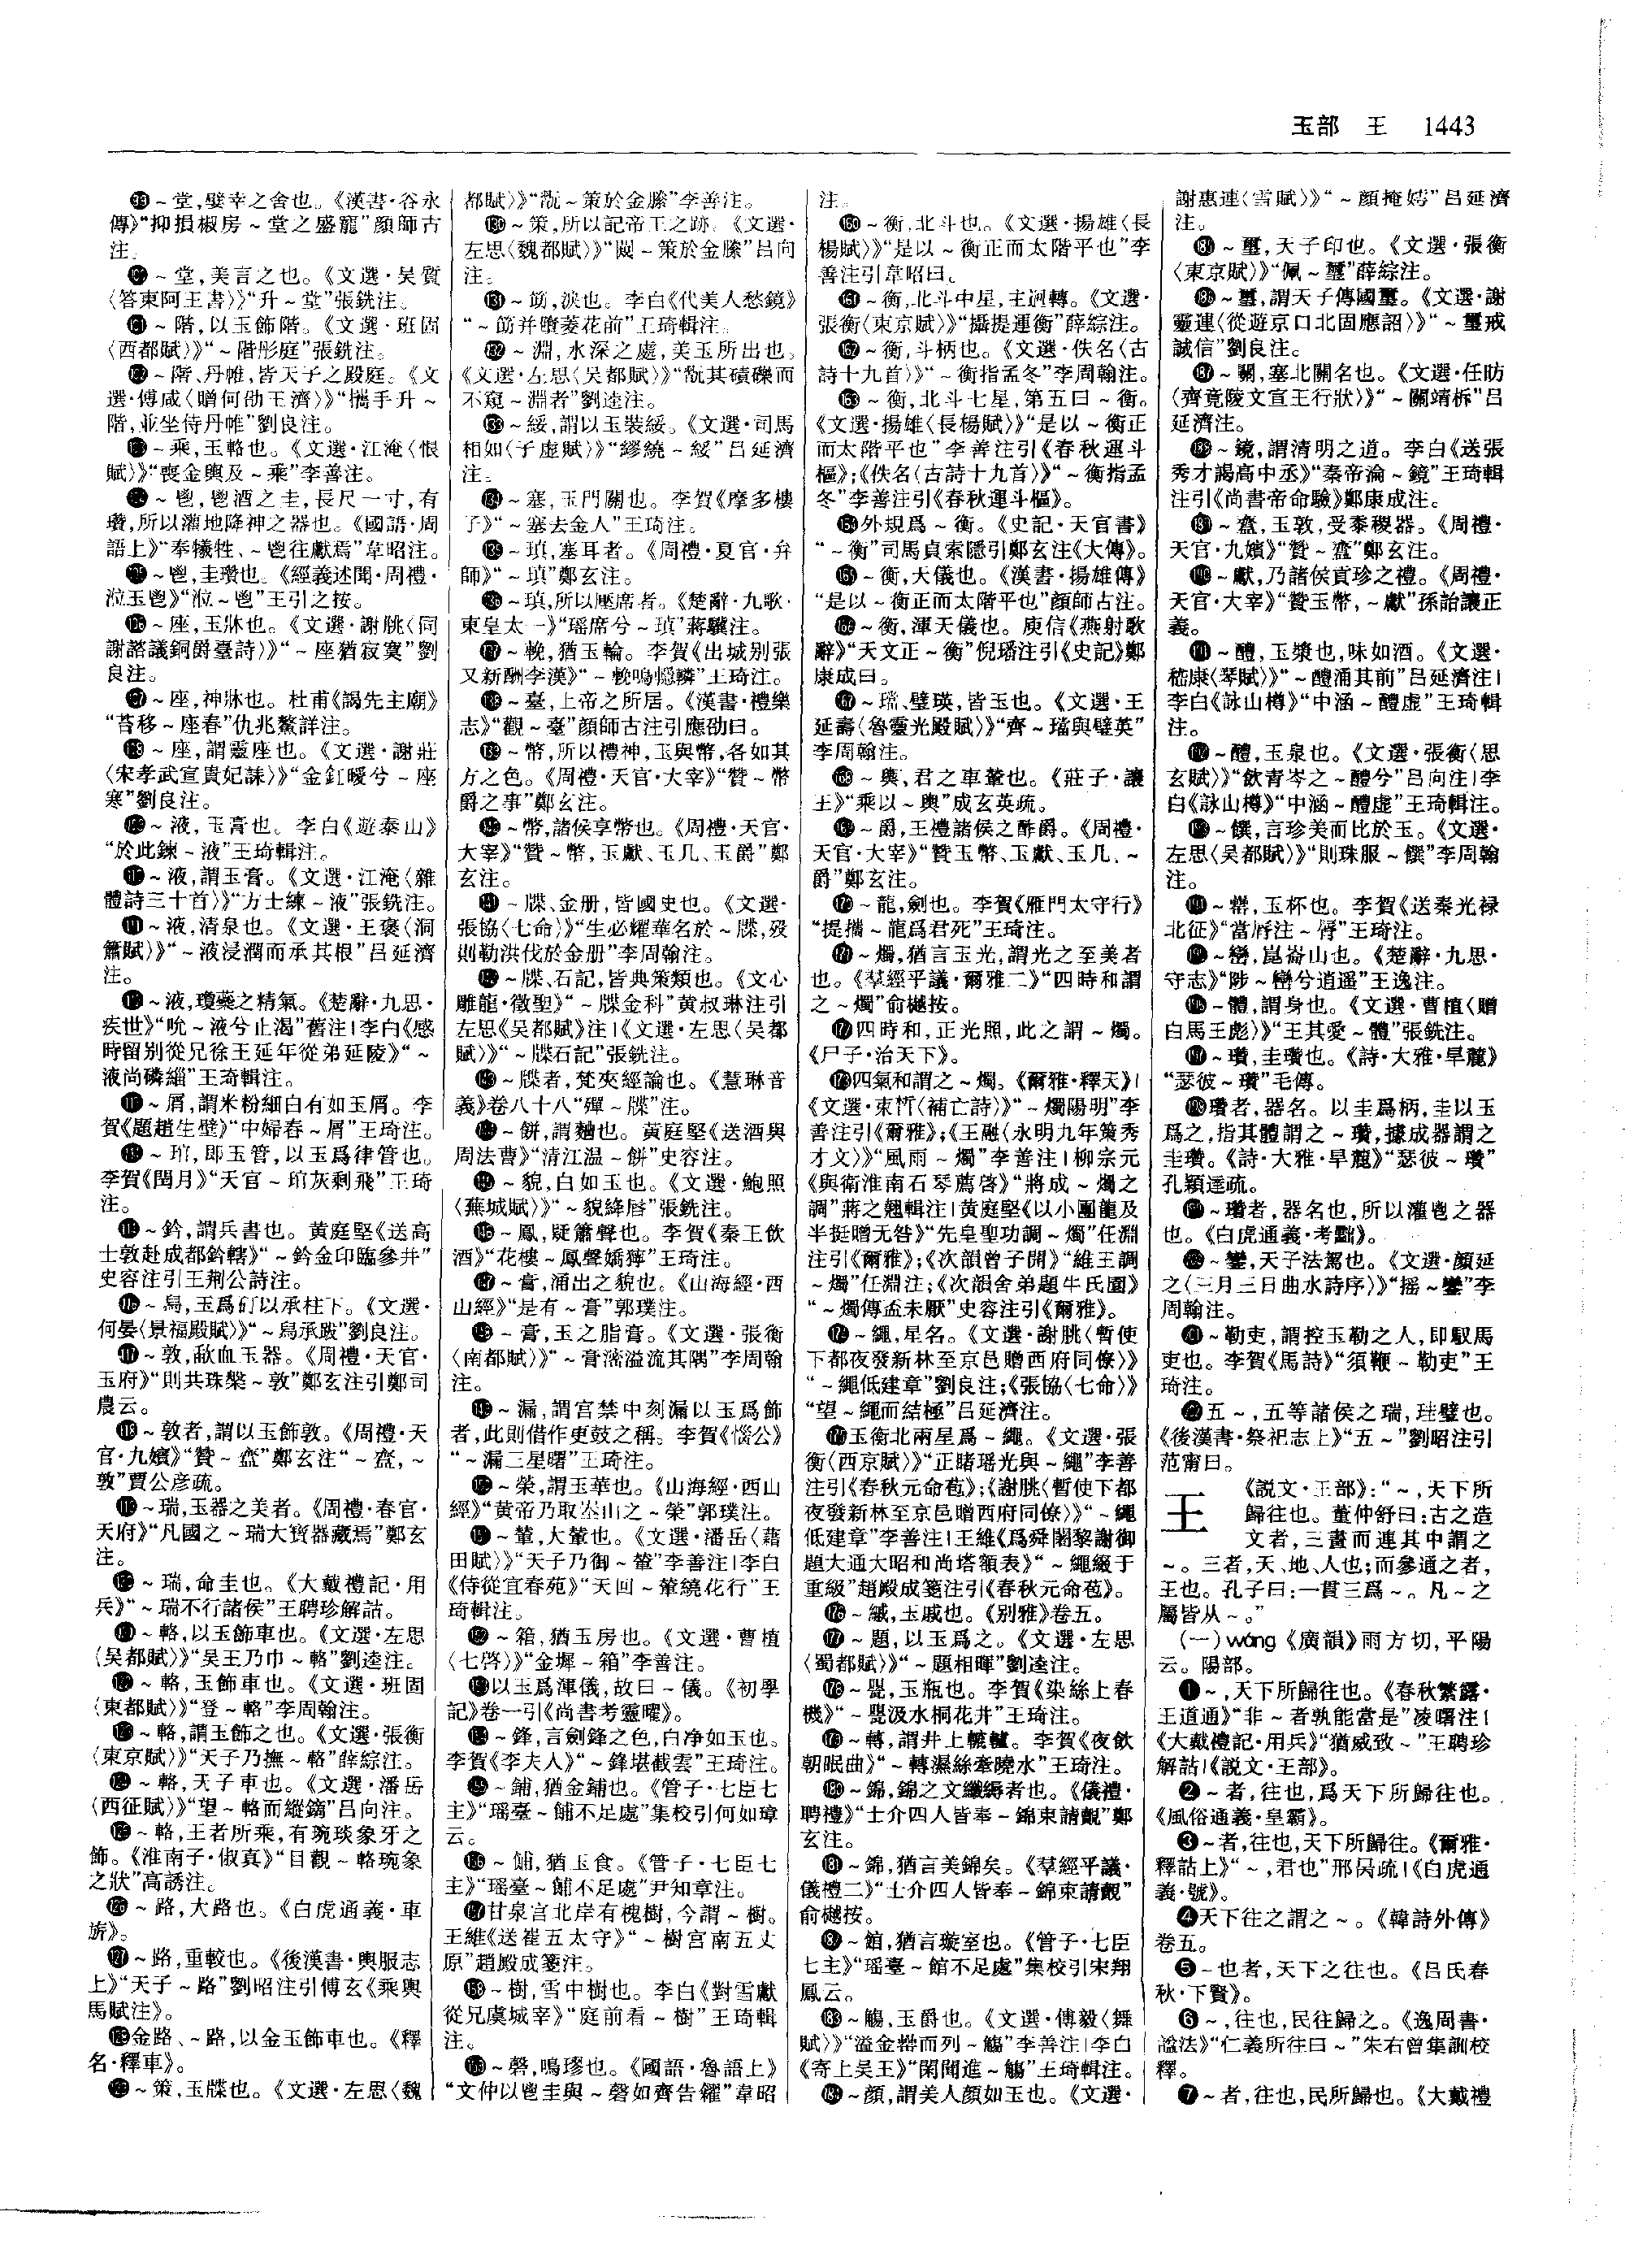 玉部　王　1443
㊾～堂,嬖幸之舍也。《漢書·谷永
傳》“抑損椒房～堂之盛寵”顏師古
注。
～堂,美言之也。《文選·吴質
〈答東阿王書〉》“升～堂”張銑注。
～階,以玉飾階。《文選·班固
〈西都賦〉》“～階彤庭”張銑注。
～階、丹帷,皆天子之殿庭。《文
選·傅咸〈贈何劭王濟〉》“攜手升～
階,並坐侍丹帷”劉良注。
～乘,玉輅也。《文選·江淹〈恨
賦〉》“喪金輿及～乘”李善注。
～鬯,鬯酒之圭,長尺一寸,有
瓚,所以灌地降神之器也。《國語·周
語上》“奉犧牲、～鬯往獻焉”韋昭注。
～鬯,圭瓚也。《經義述聞·周禮·
涖玉鬯》“涖～鬯”王引之按。
～座,玉牀也。《文選·謝朓〈同
謝諮議銅爵臺詩〉》“～座猶寂寞”劉
良注。
～座,神牀也。杜甫《謁先主廟》
“苔移～座春”仇兆鰲詳注。
～座,謂靈座也。《文選·謝莊
〈宋孝武宣貴妃誄〉》“金釭曖兮～座
寒”劉良注。
～液,玉膏也。李白《遊泰山》
“於此鍊～液”王琦輯注。
～液,謂玉膏。《文選·江淹〈雜
體詩三十首〉》“方士練～液”張銑注。
～液,清泉也。《文選·王褒〈洞
簫賦〉》“～液浸潤而承其根”吕延濟
注。
～液,瓊蘂之精氣。《楚辭·九思·
疾世》“吮～液兮止渴”舊注|李白《感
時留别從兄徐王延年從弟延陵》“～
液尚磷緇”王琦輯注。
～屑,謂米粉細白有如玉屑。李
賀《題趙生壁》“中婦舂～屑”王琦注。
～琯,即玉管,以玉爲律管也。
李賀《閏月》“天官～琯灰剩飛”王琦
注。
～鈐,謂兵書也。黄庭堅《送高
士敦赴成都鈐轄》“～鈐金印臨參井”
史容注引王荆公詩注。
～舄,玉爲矴以承柱下。《文選·
何晏〈景福殿賦〉》“～舄承跋”劉良注。
～敦,歃血玉器。《周禮·天官·
玉府》“則共珠槃～敦”鄭玄注引鄭司
農云。
～敦者,謂以玉飾敦。《周禮·天
官·九嬪》“贊～齍”鄭玄注“～齍,～
敦”賈公彦疏。
～瑞,玉器之美者。《周禮·春官·
天府》“凡國之～瑞大寶器藏焉”鄭玄
注。
～瑞,命圭也。《大戴禮記·用
兵》“～瑞不行諸侯”王聘珍解詁。
～輅,以玉飾車也。《文選·左思
〈吴都賦〉》“吴王乃巾～輅”劉逵注。
～輅,玉飾車也。《文選·班固
〈東都賦〉》“登～輅”李周翰注。
～輅,謂玉飾之也。《文選·張衡
〈東京賦〉》“天子乃撫～輅”薛綜注。
～輅,天子車也。《文選·潘岳
〈西征賦〉》“望～輅而縱鏑”吕向注。
～輅,王者所乘,有琬琰象牙之
飾。《淮南子·俶真》“目觀～輅琬象
之狀”高誘注。
～路,大路也。《白虎通義·車
旂》。
～路,重較也。《後漢書·輿服志
上》“天子～路”劉昭注引傅玄《乘輿
馬賦注》。
金路、～路,以金玉飾車也。《釋
名·釋車》。
～策,玉牒也。《文選·左思〈魏
都賦〉》“翫～策於金縢”李善注。
～策,所以記帝王之跡。《文選·
左思〈魏都賦〉》“閱～策於金縢”吕向
注。
～筯,淚也。李白《代美人愁鏡》
“～筯并墮菱花前”王琦輯注。
～淵,水深之處,美玉所出也。
《文選·左思〈吴都賦〉》“翫其磧礫而
不窺～淵者”劉逵注。
～綏,謂以玉裝綏。《文選·司馬
相如〈子虚賦〉》“繆繞～綏”吕延濟
注。
～塞,玉門關也。李賀《摩多樓
子》“～塞去金人”王琦注。
～瑱,塞耳者。《周禮·夏官·弁
師》“～瑱”鄭玄注。
～瑱,所以壓席者。《楚辭·九歌·
東皇太一》“瑶席兮～瑱”蔣驥注。
～輓,猶玉輪。李賀《出城别張
又新酬李漢》“～輓鳴隱轔”王琦注。
～臺,上帝之所居。《漢書·禮樂
志》“觀～臺”顏師古注引應劭曰。
～幣,所以禮神,玉與幣,各如其
方之色。《周禮·天官·大宰》“贊～幣
爵之事”鄭玄注。
～幣,諸侯享幣也。《周禮·天官·
大宰》“贊～幣,玉獻、玉几、玉爵”鄭
玄注。
～牒、金册,皆國史也。《文選·
張協〈七命〉》“生必耀華名於～牒,殁
則勒洪伐於金册”李周翰注。
～牒、石記,皆典策類也。《文心
雕龍·徵聖》“～牒金科”黄叔琳注引
左思《吴都賦》注|《文選·左思〈吴都
賦〉》“～牒石記”張銑注。
～牒者,梵夾經論也。《慧琳音
義》卷八十八“殫～牒”注。
～餅,謂麯也。黄庭堅《送酒與
周法曹》“清江温～餅”史容注。
～貌,白如玉也。《文選·鮑照
〈蕪城賦〉》“～貌絳脣”張銑注。
～鳳,疑簫聲也。李賀《秦王飲
酒》“花樓～鳳聲嬌獰”王琦注。
～膏,涌出之貌也。《山海經·西
山經》“是有～膏”郭璞注。
～膏,玉之脂膏。《文選·張衡
〈南都賦〉》“～膏滵溢流其隅”李周翰
注。
～漏,謂宫禁中刻漏以玉爲飾
者,此則借作更鼓之稱。李賀《惱公》
“～漏三星曙”王琦注。
～榮,謂玉華也。《山海經·西山
經》“黄帝乃取峚山之～榮”郭璞注。
～輦,大輦也。《文選·潘岳〈藉
田賦〉》“天子乃御～輦”李善注|李白
《侍從宜春苑》“天回～輦繞花行”王
琦輯注。
～箱,猶玉房也。《文選·曹植
〈七啓〉》“金墀～箱”李善注。
以玉爲渾儀,故曰～儀。《初學
記》卷一引《尚書考靈曜》。
～鋒,言劍鋒之色,白净如玉也。
李賀《李夫人》“～鋒堪截雲”王琦注。
～鋪,猶金鋪也。《管子·七臣七
主》“瑶臺～餔不足處”集校引何如璋
云。
～餔,猶玉食。《管子·七臣七
主》“瑶臺～餔不足處”尹知章注。
甘泉宫北岸有槐樹,今謂～樹。
王維《送崔五太守》“～樹宫南五丈
原”趙殿成箋注。
～樹,雪中樹也。李白《對雪獻
從兄虞城宰》“庭前看～樹”王琦輯
注。
～磬,鳴璆也。《國語·魯語上》
“文仲以鬯圭與～磬如齊告糴”韋昭
注。
～衡,北斗也。《文選·揚雄〈長
楊賦〉》“是以～衡正而太階平也”李
善注引韋昭曰。
～衡,北斗中星,主迴轉。《文選·
張衡〈東京賦〉》“攝提運衡”薛綜注。
～衡,斗柄也。《文選·佚名〈古
詩十九首〉》“～衡指孟冬”李周翰注。
～衡,北斗七星,第五曰～衡。
《文選·揚雄〈長楊賦〉》“是以～衡正
而太階平也”李善注引《春秋運斗
樞》;《佚名〈古詩十九首〉》“～衡指孟
冬”李善注引《春秋運斗樞》。
外規爲～衡。《史記·天官書》
“～衡”司馬貞索隱引鄭玄注《大傳》。
～衡,天儀也。《漢書·揚雄傳》
“是以～衡正而太階平也”顏師古注。
～衡,渾天儀也。庾信《燕射歌
辭》“天文正～衡”倪璠注引《史記》鄭
康成曰。
～瑵、璧瑛,皆玉也。《文選·王
延壽〈魯靈光殿賦〉》“齊～璫與璧英”
李周翰注。
～輿,君之車輦也。《莊子·讓
王》“乘以～輿”成玄英疏。
～爵,王禮諸侯之酢爵。《周禮·
天官·大宰》“贊玉幣、玉獻、玉几、～
爵”鄭玄注。
～龍,劍也。李賀《雁門太守行》
“提攜～龍爲君死”王琦注。
～燭,猶言玉光,謂光之至美者
也。《羣經平議·爾雅二》“四時和謂
之～燭”俞樾按。
四時和,正光照,此之謂～燭。
《尸子·治天下》。
四氣和謂之～燭。《爾雅·釋天》|
《文選·束晳〈補亡詩〉》“～燭陽明”李
善注引《爾雅》;《王融〈永明九年策秀
才文〉》“風雨～燭”李善注|柳宗元
《與衛淮南石琴薦啓》“將成～燭之
調”蔣之翹輯注|黄庭堅《以小團龍及
半挺贈无咎》“先皇聖功調～燭”任淵
注引《爾雅》;《次韻曾子開》“維王調
～燭”任淵注;《次韻舍弟題牛氏園》
“～燭傳盃未厭”史容注引《爾雅》。
～繩,星名。《文選·謝朓〈暫使
下都夜發新林至京邑贈西府同僚〉》
“～繩低建章”劉良注;《張協〈七命〉》
“望～繩而結極”吕延濟注。
玉衡北兩星爲～繩。《文選·張
衡〈西京賦〉》“正睹瑶光與～繩”李善
注引《春秋元命苞》;《謝朓〈暫使下都
夜發新林至京邑贈西府同僚〉》“～繩
低建章”李善注|王維《爲舜闍黎謝御
題大通大昭和尚塔額表》“～繩綴于
重級”趙殿成箋注引《春秋元命苞》。
～鏚,玉戚也。《别雅》卷五。
～題,以玉爲之。《文選·左思
〈蜀都賦〉》“～題相暉”劉逵注。
～甖,玉瓶也。李賀《染絲上春
機》“～甖汲水桐花井”王琦注。
～轉,謂井上轆轤。李賀《夜飲
朝眠曲》“～轉濕絲牽曉水”王琦注。
～錦,錦之文纖縟者也。《儀禮·
聘禮》“士介四人皆奉～錦束請覿”鄭
玄注。
～錦,猶言美錦矣。《羣經平議·
儀禮二》“士介四人皆奉～錦束請覿”
俞樾按。
～館,猶言璇室也。《管子·七臣
七主》“瑶臺～館不足處”集校引宋翔
鳳云。
～觴,玉爵也。《文選·傅毅〈舞
賦〉》“溢金罍而列～觴”李善注|李白
《寄上吴王》“閑聞進～觴”王琦輯注。
～顏,謂美人顏如玉也。《文選·
謝惠連〈雪賦〉》“～顏掩嫮”吕延濟
注。
～璽,天子印也。《文選·張衡
〈東京賦〉》“佩～璽”薛綜注。
～璽,謂天子傳國璽。《文選·謝
靈運〈從遊京口北固應詔〉》“～璽戒
誠信”劉良注。
～關,塞北關名也。《文選·任昉
〈齊竟陵文宣王行狀〉》“～關靖柝”吕
延濟注。
～鏡,謂清明之道。李白《送張
秀才謁高中丞》“秦帝淪～鏡”王琦輯
注引《尚書帝命驗》鄭康成注。
～齍,玉敦,受黍稷器。《周禮·
天官·九嬪》“贊～齍”鄭玄注。
～獻,乃諸侯貢珍之禮。《周禮·
天官·大宰》“贊玉幣,～獻”孫詒讓正
義。
～醴,玉漿也,味如酒。《文選·
嵇康〈琴賦〉》“～醴涌其前”吕延濟注|
李白《詠山樽》“中涵～醴虚”王琦輯
注。
～醴,玉泉也。《文選·張衡〈思
玄賦〉》“飲青岑之～醴兮”吕向注|李
白《詠山樽》“中涵～醴虚”王琦輯注。
～饌,言珍美而比於玉。《文選·
左思〈吴都賦〉》“則珠服～饌”李周翰
注。
～罍,玉杯也。李賀《送秦光禄
北征》“當脣注～罍”王琦注。
～巒,崑崙山也。《楚辭·九思·
守志》“陟～巒兮逍遥”王逸注。
～體,謂身也。《文選·曹植〈贈
白馬王彪〉》“王其愛～體”張銑注。
～瓚,圭瓚也。《詩·大雅·旱麓》
“瑟彼～瓚”毛傳。
瓚者,器名。以圭爲柄,圭以玉
爲之,指其體謂之～瓚,據成器謂之
圭瓚。《詩·大雅·旱麓》“瑟彼～瓚”
孔穎達疏。
～瓚者,器名也,所以灌鬯之器
也。《白虎通義·考黜》。
～鑾,天子法駕也。《文選·顏延
之〈三月三日曲水詩序〉》“摇～鑾”李
周翰注。
～勒吏,謂控玉勒之人,即馭馬
吏也。李賀《馬詩》“須鞭～勒吏”王
琦注。
五～,五等諸侯之瑞,珪璧也。
《後漢書·祭祀志上》“五～”劉昭注引
范甯曰。
王　《説文·王部》:“～,天下所
歸往也。董仲舒曰:古之造
文者,三畫而連其中謂之
～。三者,天、地、人也;而參通之者,
王也。孔子曰:一貫三爲～。凡～之
屬皆从～。”
(一) wáng《廣韻》雨方切,平陽
云。陽部。
❶～,天下所歸往也。《春秋繁露·
王道通》“非～者孰能當是”凌曙注|
《大戴禮記·用兵》“猶威致～”王聘珍
解詁|《説文·王部》。
❷～者,往也,爲天下所歸往也。
《風俗通義·皇霸》。
❸～者,往也,天下所歸往。《爾雅·
釋詁上》“～,君也”邢昺疏|《白虎通
義·號》。
❹天下往之謂之～。《韓詩外傳》
卷五。
❺～也者,天下之往也。《吕氏春
秋·下賢》。
❻～,往也,民往歸之。《逸周書·
謚法》“仁義所往曰～”朱右曾集訓校
釋。
❼～者,往也,民所歸也。《大戴禮